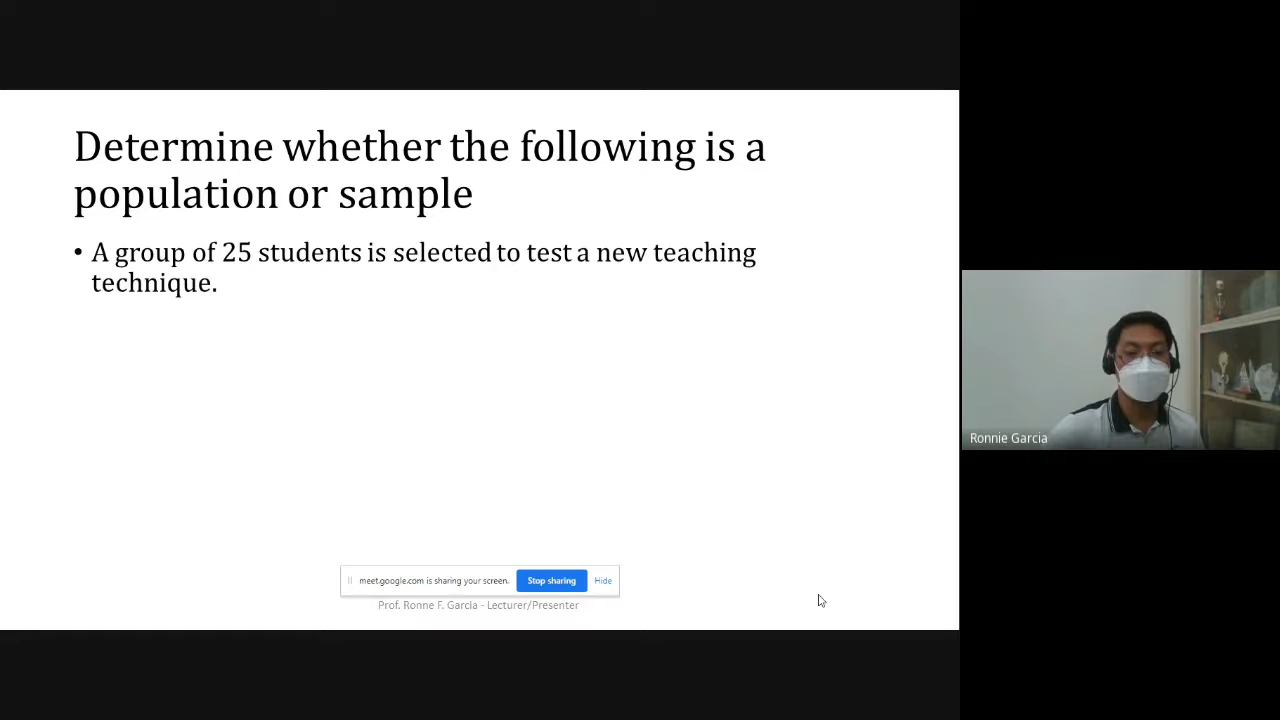 Determine whether the following is a
population or sample
• A group of 25 students is selected to test a new teaching
technique.
meet.google.com is sharing your screen. Stop sharing Hide
Prof. Ronne F. Garcia - Lecturer/Presenter
Ronnie Garcia